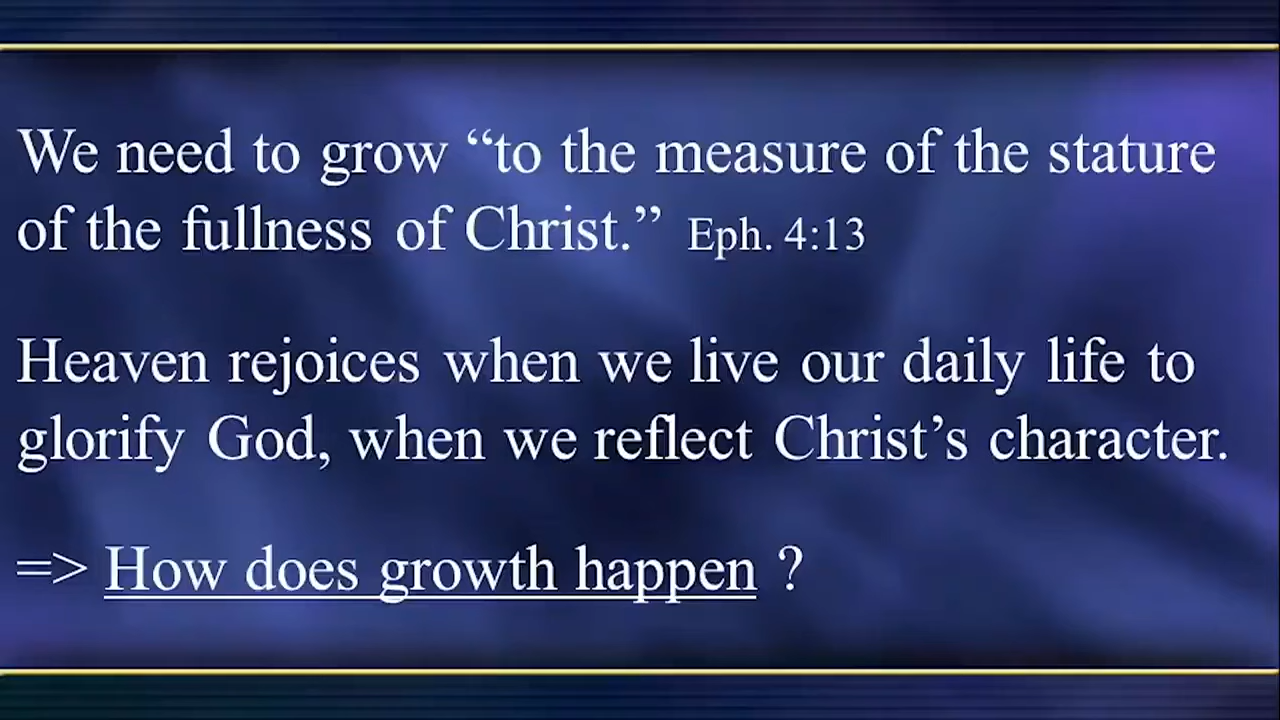 We need to grow “to the measure of the stature
of the fullness of Christ.” Eph. 4:13
Heaven rejoices when we live our daily life to
glorify God, when we reflect Christ’s character.
=> How does growth happen ?